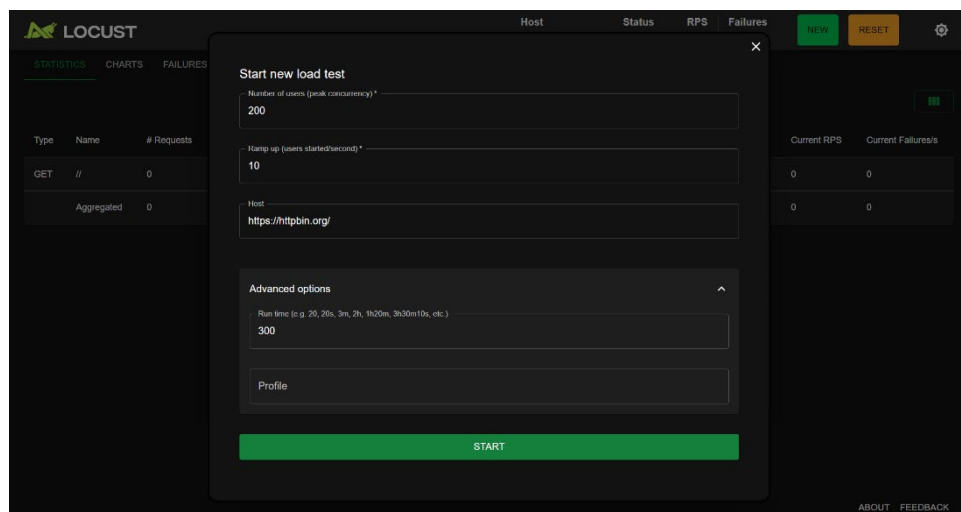 LOCUST
Host Status RPS Failures
NEW
RESET
STATISTICS CHARTS FAILURES
Start new load test
Number of users (peak concurrency) *
200
Ramp up (users started/second) *
10
Host
https://httpbin.org/
Advanced options
Run time (e.g. 20, 20s, 3m, 2h, 1h20m, 3h30m10s, etc.)
300
Profile
START
Type Name # Requests Current RPS Current Failures/s
GET // 0 0 0
Aggregated 0 0 0
ABOUT FEEDBACK